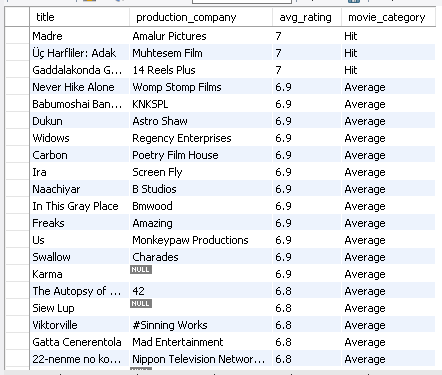 title production_company avg_rating movie_category
Madre Amalur Pictures 7 Hit
Üç Harfliler: Adak Muhtesem Film 7 Hit
Gaddalakonda G... 14 Reels Plus 7 Hit
Never Hike Alone Womp Stomp Films 6.9 Average
Babumoshai Ban... KNKSPL 6.9 Average
Dukun Astro Shaw 6.9 Average
Widows Regency Enterprises 6.9 Average
Carbon Poetry Film House 6.9 Average
Ira Screen Fly 6.9 Average
Naachiyar B Studios 6.9 Average
In This Gray Place Bmwood 6.9 Average
Freaks Amazing 6.9 Average
Us Monkeypaw Productions 6.9 Average
Swallow Charades 6.9 Average
Karma NULL 6.9 Average
The Autopsy of ... 42 6.8 Average
Siew Lup NULL 6.8 Average
Viktorville #Sinning Works 6.8 Average
Gatta Cenerentola Mad Entertainment 6.8 Average
22-nenme no ko... Nippon Television Networ... 6.8 Average